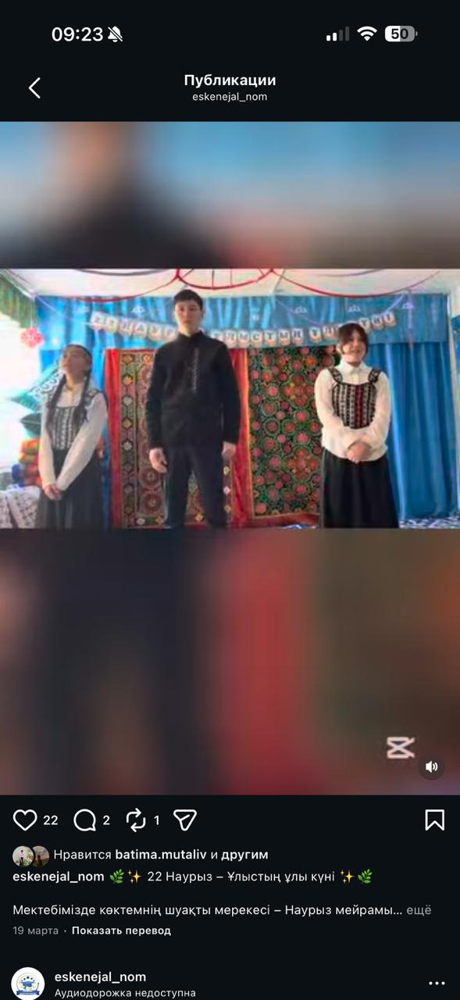 09:23
50
Публикации
eskenejal_nom
22 2 1
Нравится batima.mutaliv и другим
eskenejal_nom 🌿✨ 22 Наурыз – Ұлыстың ұлы күні ✨🌿
Мектебімізде көктемнің шуақты мерекесі – Наурыз мейрамы... ещё
19 марта · Показать перевод
eskenejal_nom
Аудиодорожка недоступна